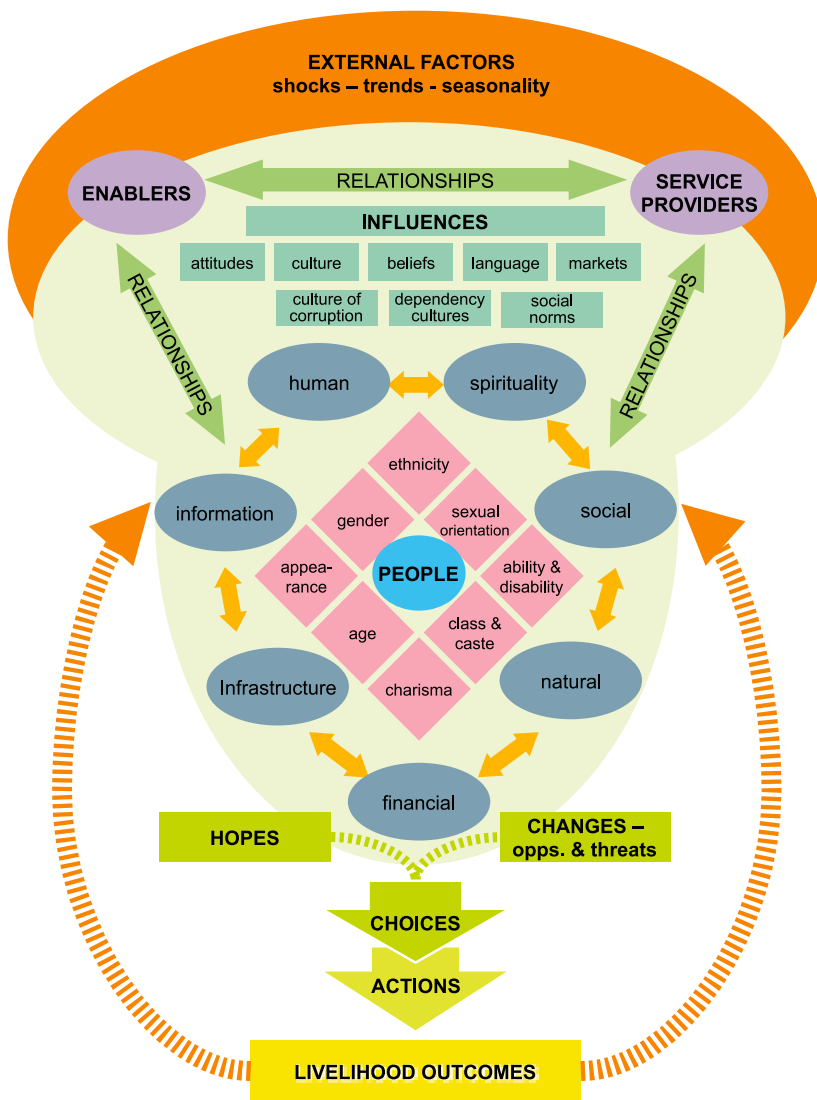 EXTERNAL FACTORS
shocks – trends - seasonality
ENABLERS
RELATIONSHIPS
SERVICE
PROVIDERS
INFLUENCES
attitudes
culture
beliefs
language
markets
culture of
corruption
dependency
cultures
social
norms
RELATIONSHIPS
RELATIONSHIPS
human
spirituality
information
social
ethnicity
gender
sexual
orientation
appea-
rance
PEOPLE
ability &
disability
age
class &
caste
charisma
Infrastructure
natural
financial
HOPES
CHANGES –
opps. & threats
CHOICES
ACTIONS
LIVELIHOOD OUTCOMES